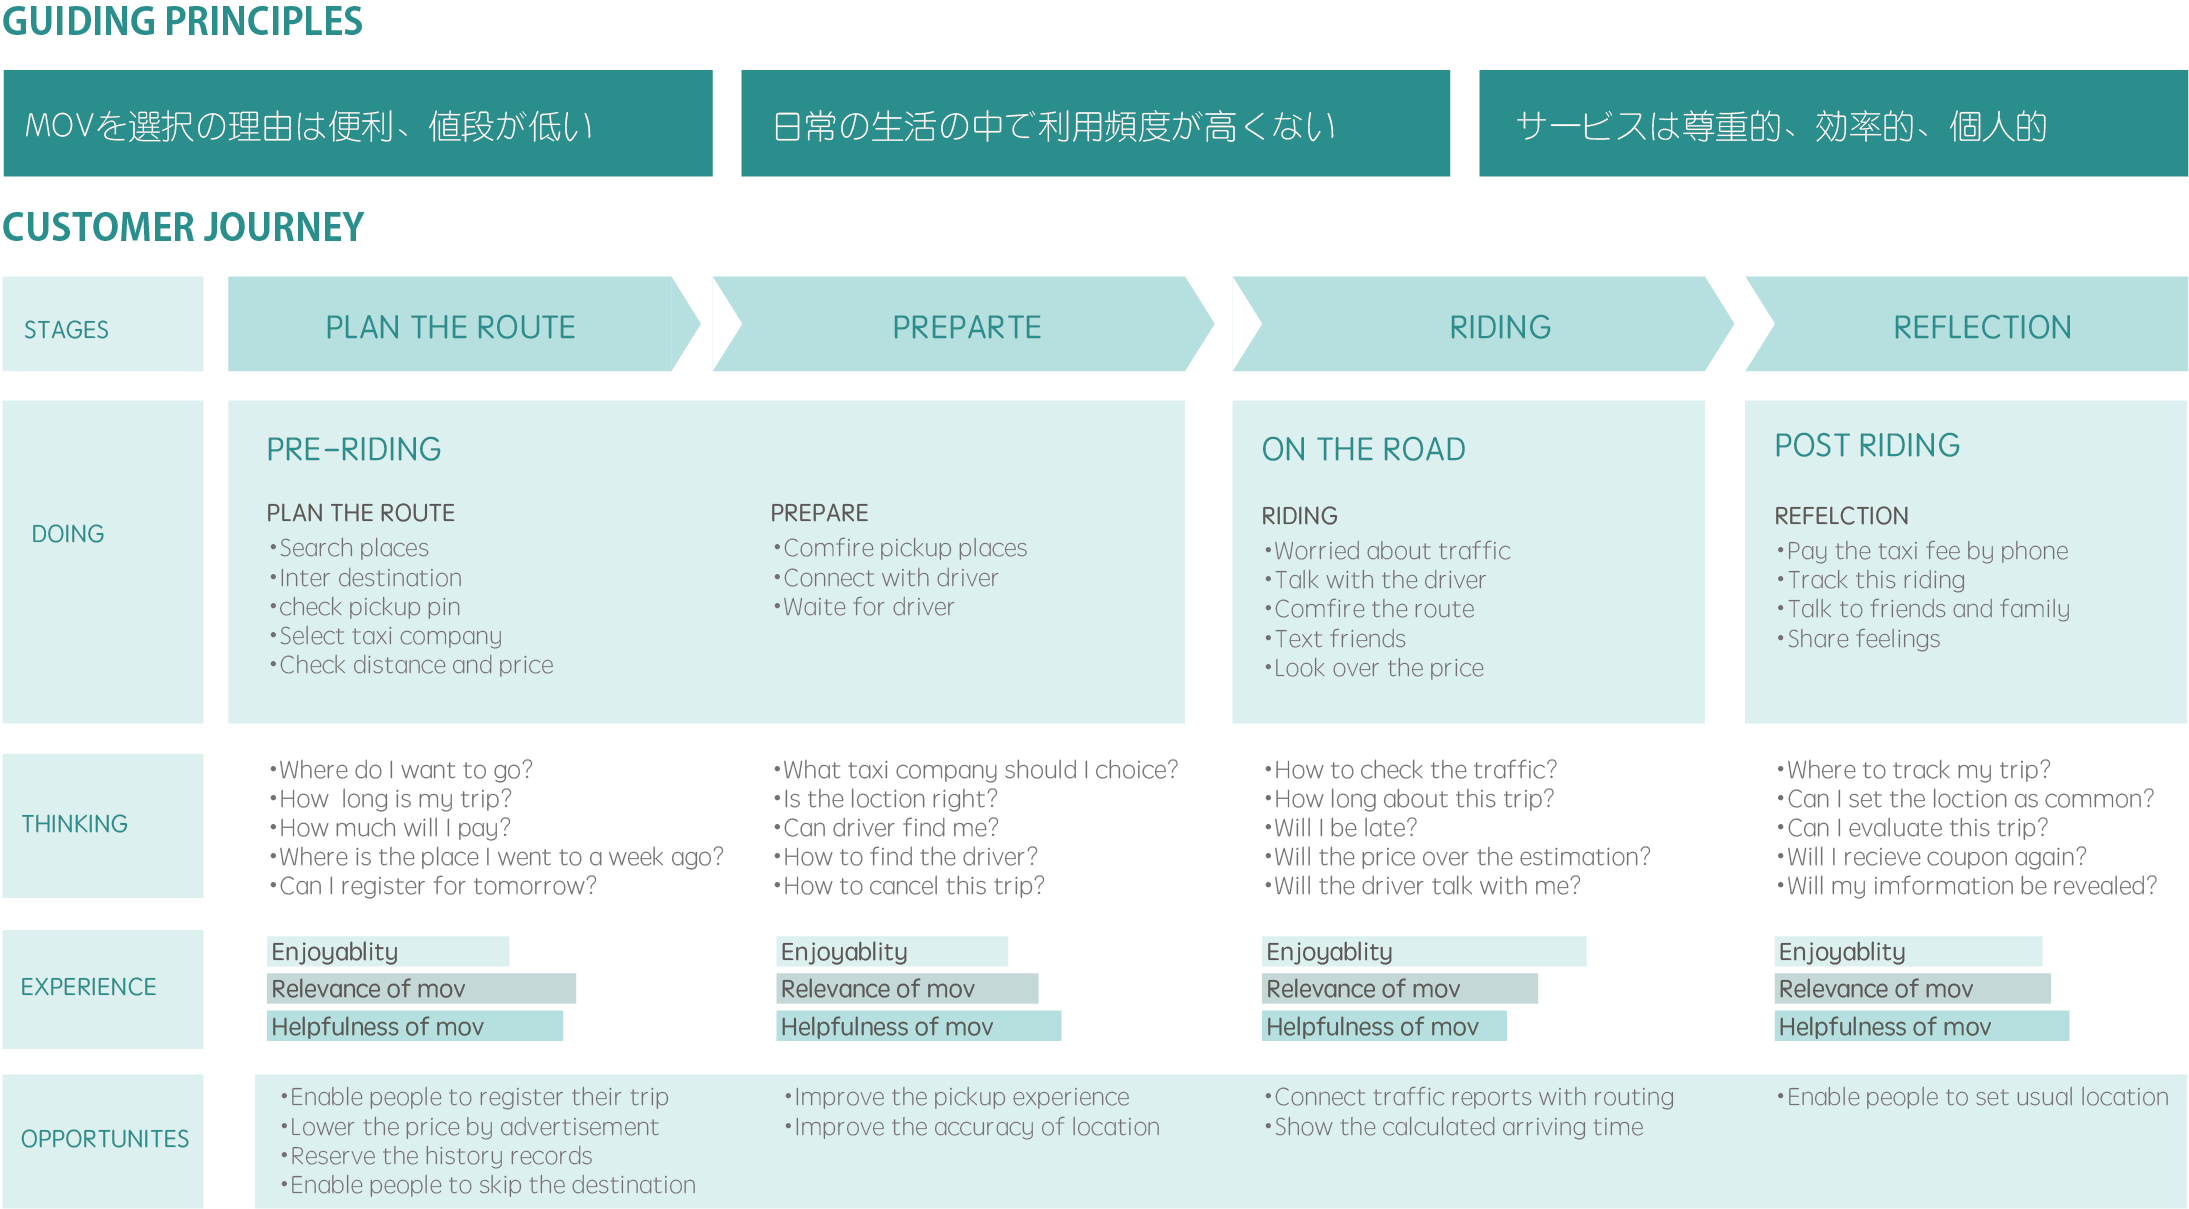 GUIDING PRINCIPLES
MOVを選択の理由は便利、値段が低い
日常の生活の中で利用頻度が高くない
サービスは尊重的、効率的、個人的
CUSTOMER JOURNEY
STAGES
PLAN THE ROUTE
PREPARTE
RIDING
REFLECTION
DOING
PRE-RIDING
PLAN THE ROUTE
•Search places
•Inter destination
•check pickup pin
•Select taxi company
•Check distance and price
PREPARE
•Comfire pickup places
•Connect with driver
•Waite for driver
ON THE ROAD
RIDING
•Worried about traffic
•Talk with the driver
•Comfire the route
•Text friends
•Look over the price
POST RIDING
REFELCTION
•Pay the taxi fee by phone
•Track this riding
•Talk to friends and family
•Share feelings
THINKING
•Where do I want to go?
•How long is my trip?
•How much will I pay?
•Where is the place I went to a week ago?
•Can I register for tomorrow?
•What taxi company should I choice?
•Is the loction right?
•Can driver find me?
•How to find the driver?
•How to cancel this trip?
•How to check the traffic?
•How long about this trip?
•Will I be late?
•Will the price over the estimation?
•Will the driver talk with me?
•Where to track my trip?
•Can I set the loction as common?
•Can I evaluate this trip?
•Will I recieve coupon again?
•Will my imformation be revealed?
EXPERIENCE
Enjoyablity
Relevance of mov
Helpfulness of mov
Enjoyablity
Relevance of mov
Helpfulness of mov
Enjoyablity
Relevance of mov
Helpfulness of mov
Enjoyablity
Relevance of mov
Helpfulness of mov
OPPORTUNITES
•Enable people to register their trip
•Lower the price by advertisement
•Reserve the history records
•Enable people to skip the destination
•Improve the pickup experience
•Improve the accuracy of location
•Connect traffic reports with routing
•Show the calculated arriving time
•Enable people to set usual location